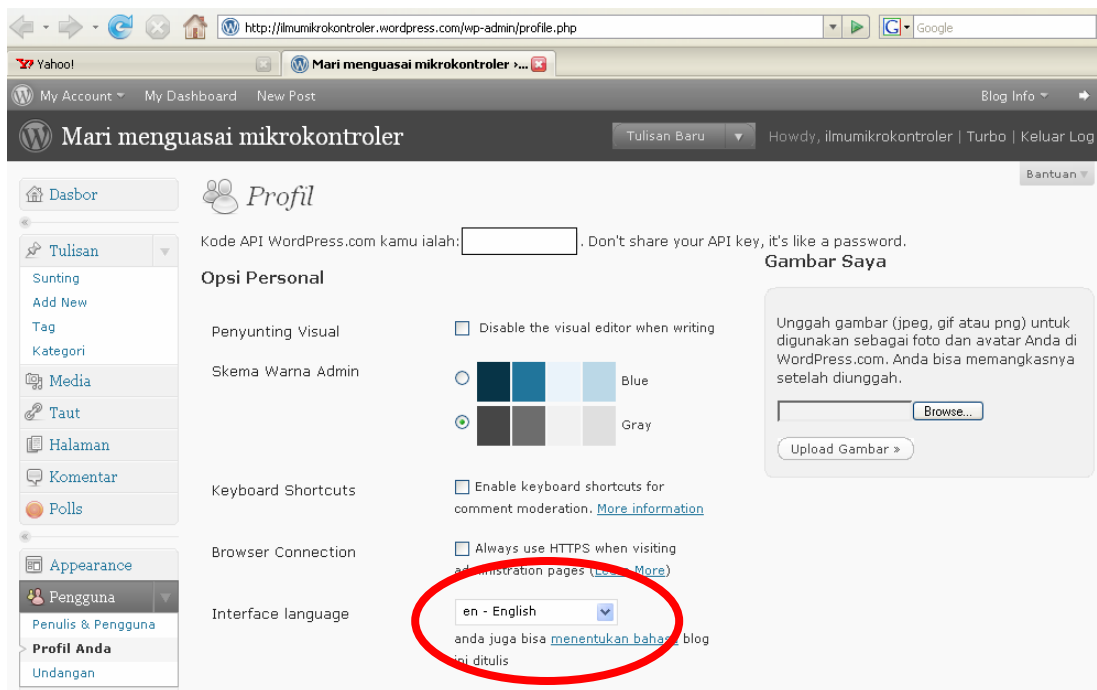 http://ilmumikrokontroler.wordpress.com/wp-admin/profile.php
G Google
Yahoo!
Mari menguasai mikrokontroler ›...
My Account
My Dashboard
New Post
Blog Info
Mari menguasai mikrokontroler
Tulisan Baru
Howdy, ilmumikrokontroler | Turbo | Keluar Log
Bantuan
Dasbor
Tulisan
Sunting
Add New
Tag
Kategori
Media
Taut
Halaman
Komentar
Polls
Appearance
Pengguna
Penulis & Pengguna
Profil Anda
Undangan
Profil
Kode API WordPress.com kamu ialah: . Don't share your API key, it's like a password.
Opsi Personal
Penyunting Visual
Disable the visual editor when writing
Skema Warna Admin
Blue
Gray
Keyboard Shortcuts
Enable keyboard shortcuts for
comment moderation. More information
Browser Connection
Always use HTTPS when visiting
administration pages (Learn More)
Interface language
en - English
anda juga bisa menentukan bahasa blog
ini ditulis
Gambar Saya
Unggah gambar (jpeg, gif atau png) untuk
digunakan sebagai foto dan avatar Anda di
WordPress.com. Anda bisa memangkasnya
setelah diunggah.
Browse...
Upload Gambar »